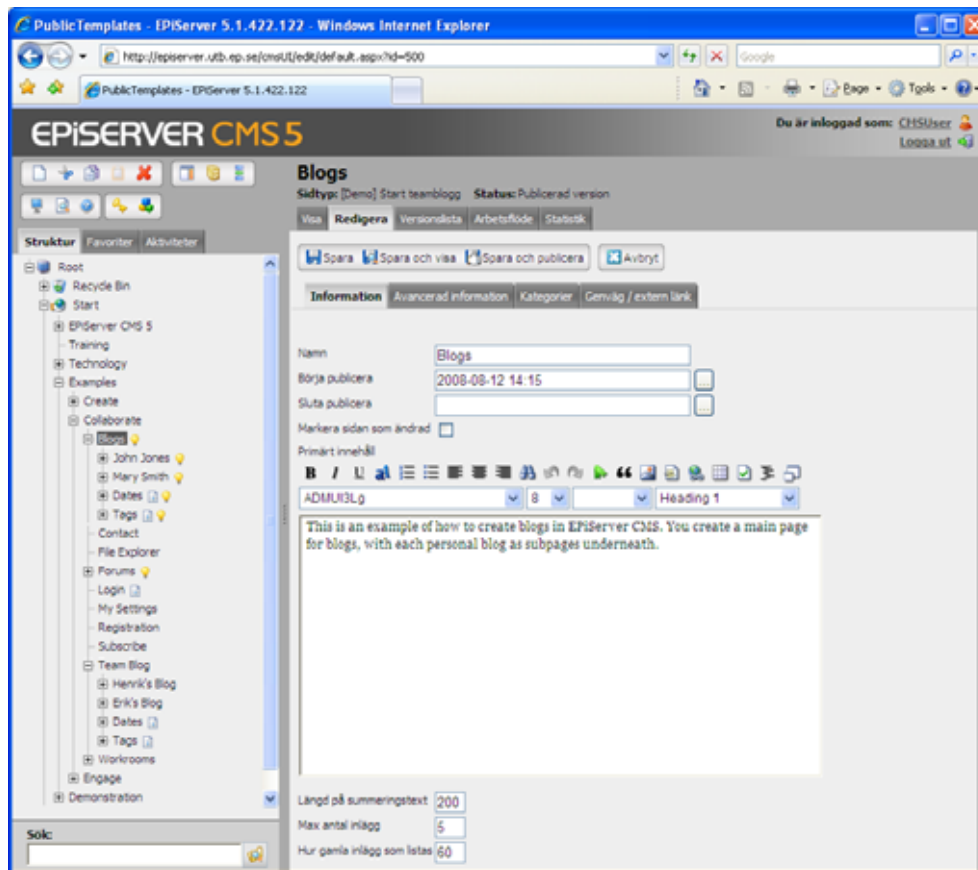 PublicTemplates - EPiServer 5.1.422.122 - Windows Internet Explorer
http://episerver.utb.ep.se/cmsUI/edit/default.aspx?id=500
Google
PublicTemplates - EPiServer 5.1.422.122
Page
Tools
EPiSERVER CMS 5
Du är inloggad som: CMSUser
Logga ut
Struktur Favoriter Aktiviteter
Root
Recycle Bin
Start
EPiServer CMS 5
Training
Technology
Examples
Create
Collaborate
Blogs
John Jones
Mary Smith
Dates
Tags
Contact
File Explorer
Forums
Login
My Settings
Registration
Subscribe
Team Blog
Henrik's Blog
Erik's Blog
Dates
Tags
Workrooms
Engage
Demonstration
Sök:
Blogs
Sidtyp: [Demo] Start teamblogg Status: Publicerad version
Visa Redigera Versionslista Arbetsflöde Statistik
Spara Spara och visa Spara och publicera Avbryt
Information Avancerad information Kategorier Genväg / extern länk
Namn Blogs
Börja publicera 2008-08-12 14:15
Sluta publicera
Markera sidan som ändrad
Primärt innehåll
B I U
ADMUI3Lg 8 Heading 1
This is an example of how to create blogs in EPiServer CMS. You create a main page
for blogs, with each personal blog as subpages underneath.
Längd på summeringstext 200
Max antal inlägg 5
Hur gamla inlägg som listas 60